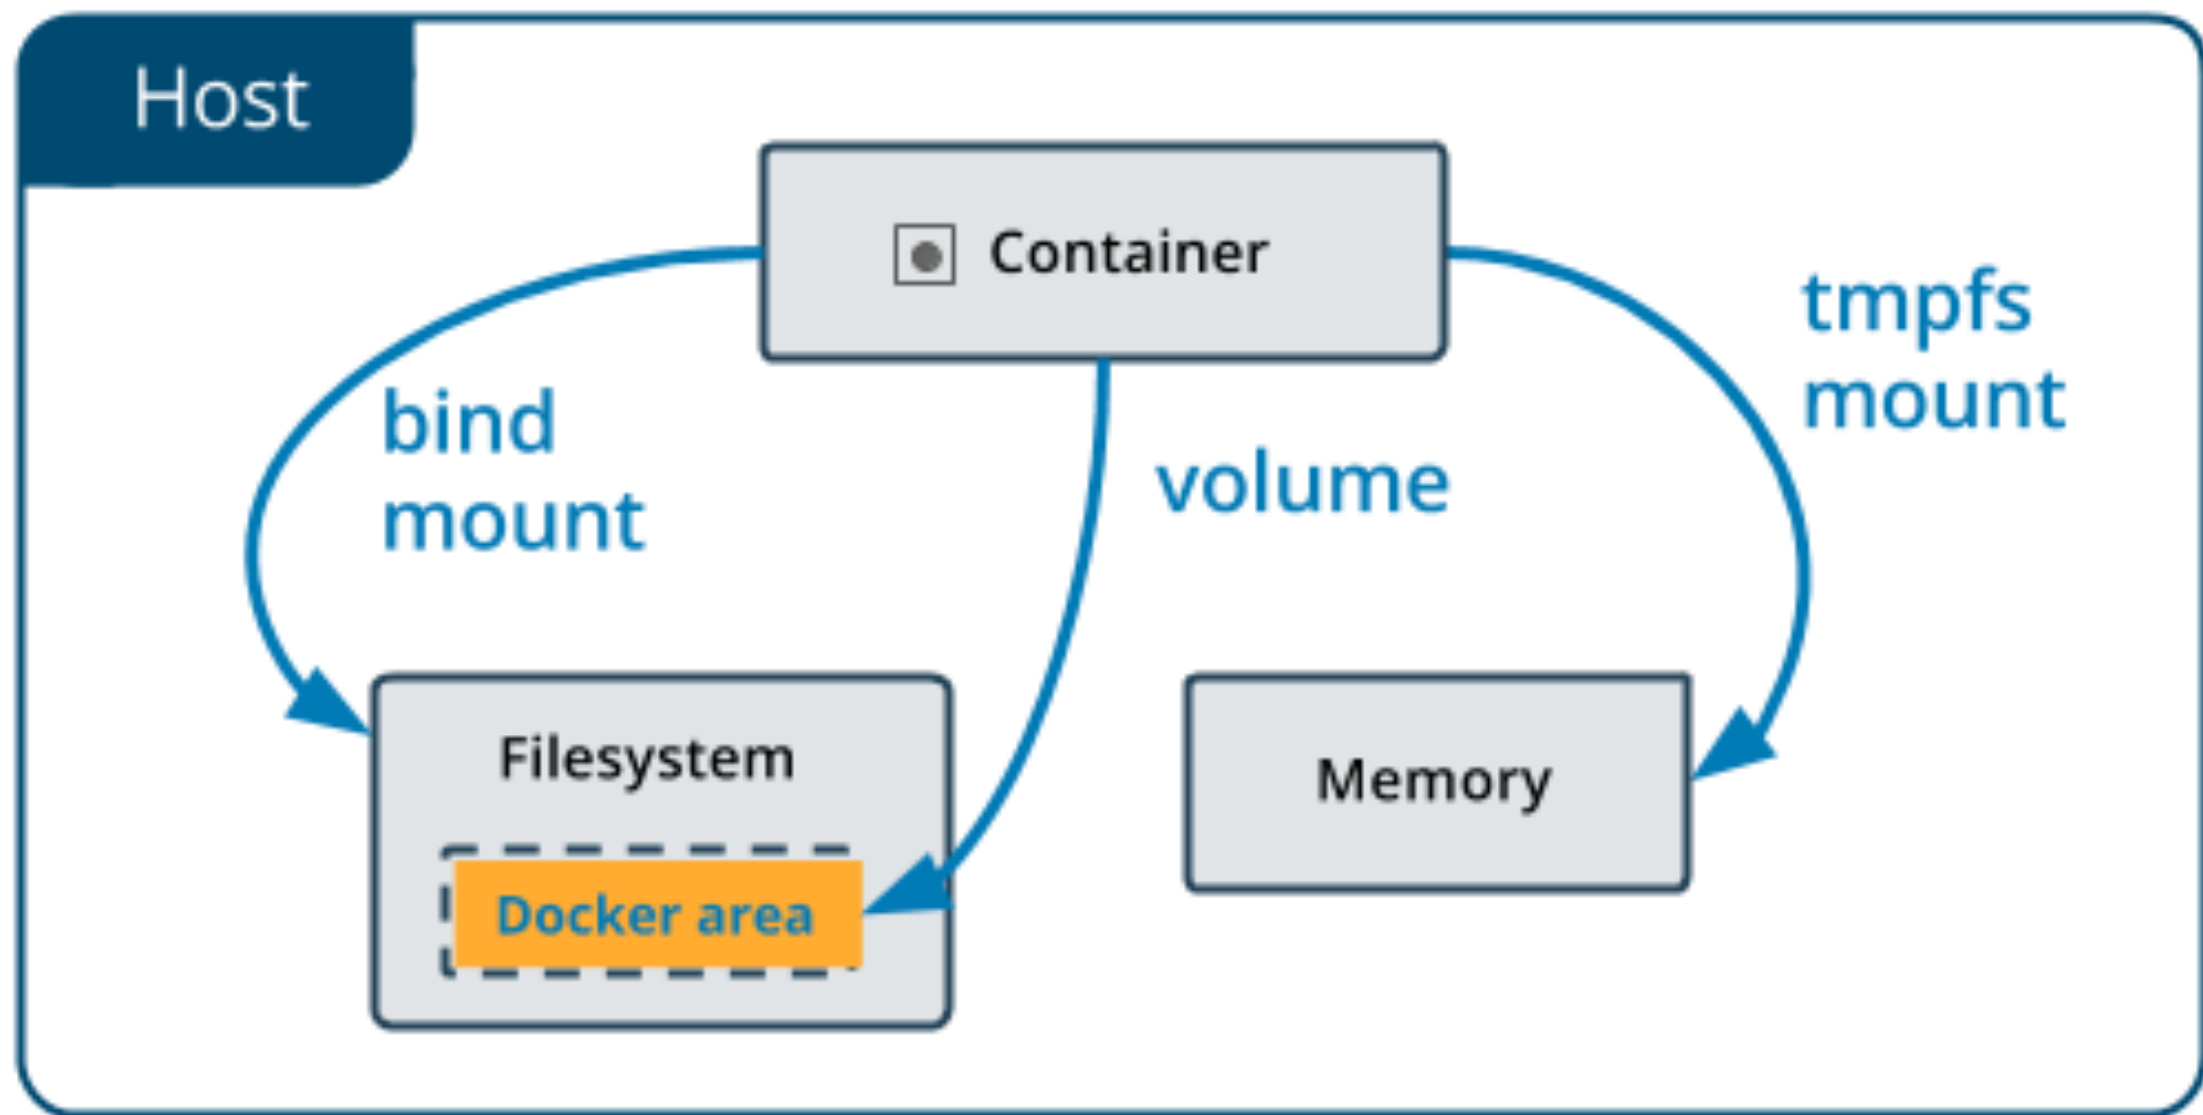 Host
Container
bind
mount
volume
tmpfs
mount
Filesystem
Docker area
Memory